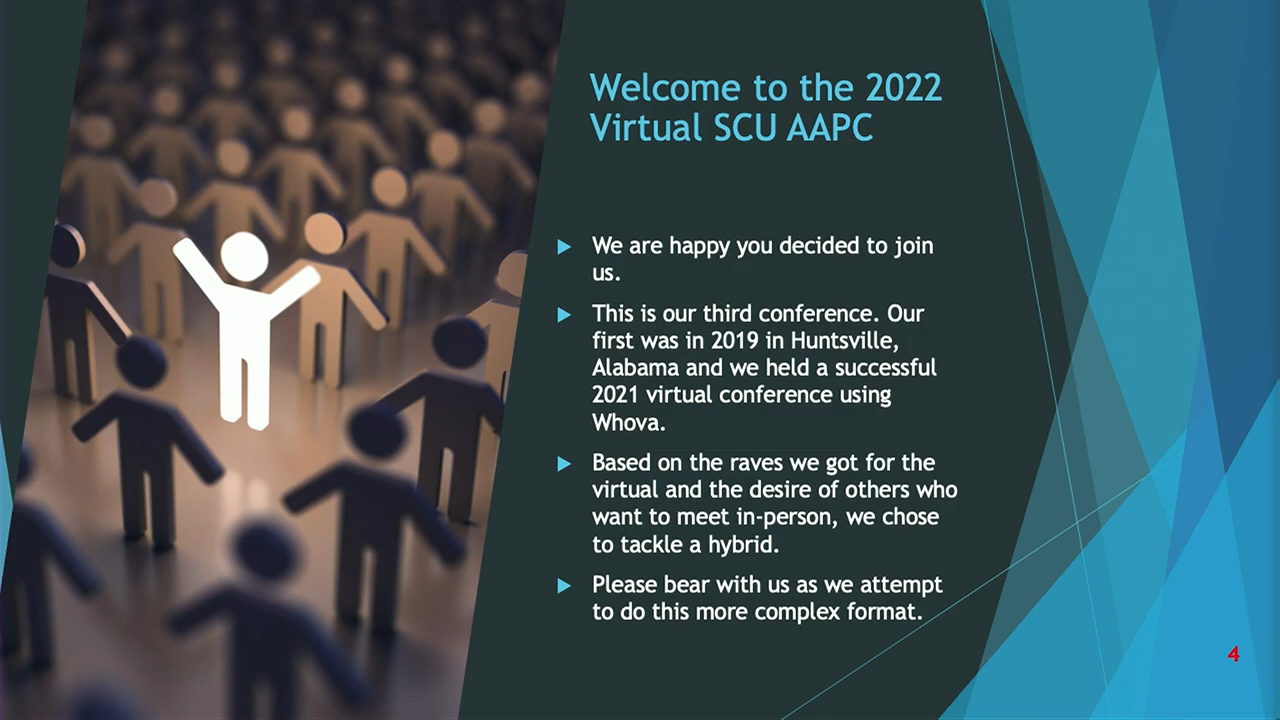 Welcome to the 2022
Virtual SCU AAPC
We are happy you decided to join
us.
This is our third conference. Our
first was in 2019 in Huntsville,
Alabama and we held a successful
2021 virtual conference using
Whova.
Based on the raves we got for the
virtual and the desire of others who
want to meet in-person, we chose
to tackle a hybrid.
Please bear with us as we attempt
to do this more complex format.
4